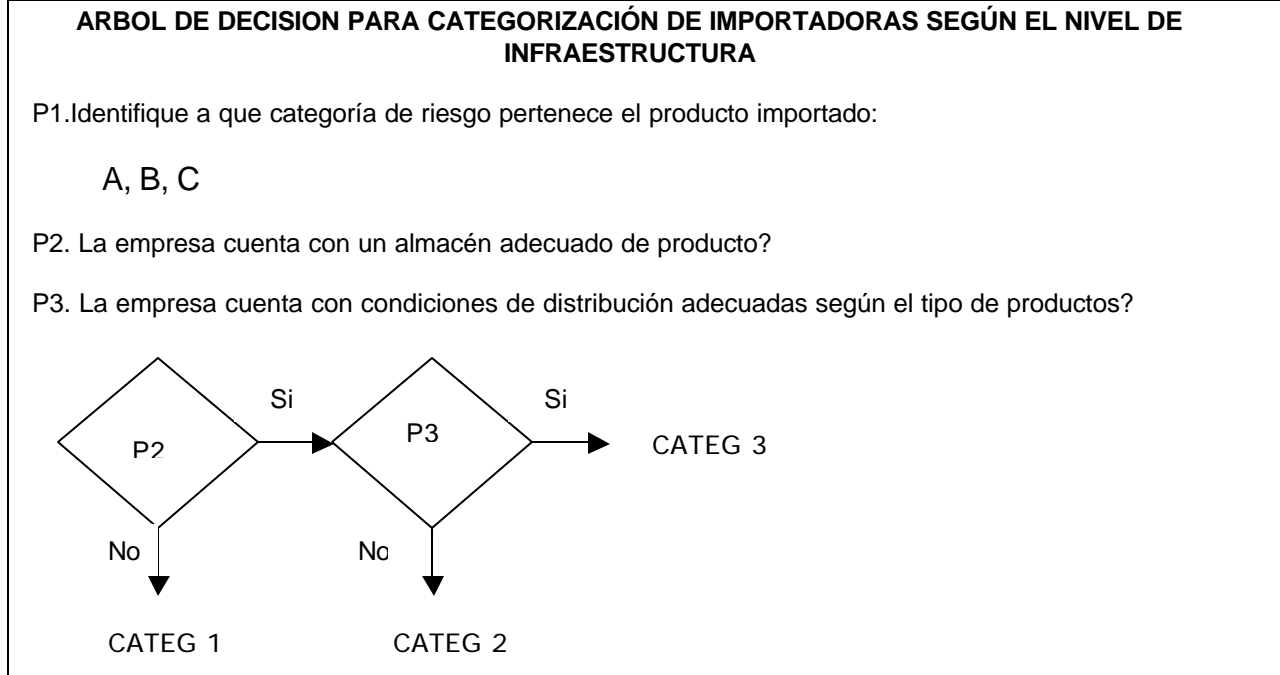 ARBOL DE DECISION PARA CATEGORIZACIÓN DE IMPORTADORAS SEGÚN EL NIVEL DE
INFRAESTRUCTURA
P1.Identifique a que categoría de riesgo pertenece el producto importado:
A, B, C
P2. La empresa cuenta con un almacén adecuado de producto?
P3. La empresa cuenta con condiciones de distribución adecuadas según el tipo de productos?
Si
Si
P2
P3
CATEG 3
No
No
CATEG 1
CATEG 2